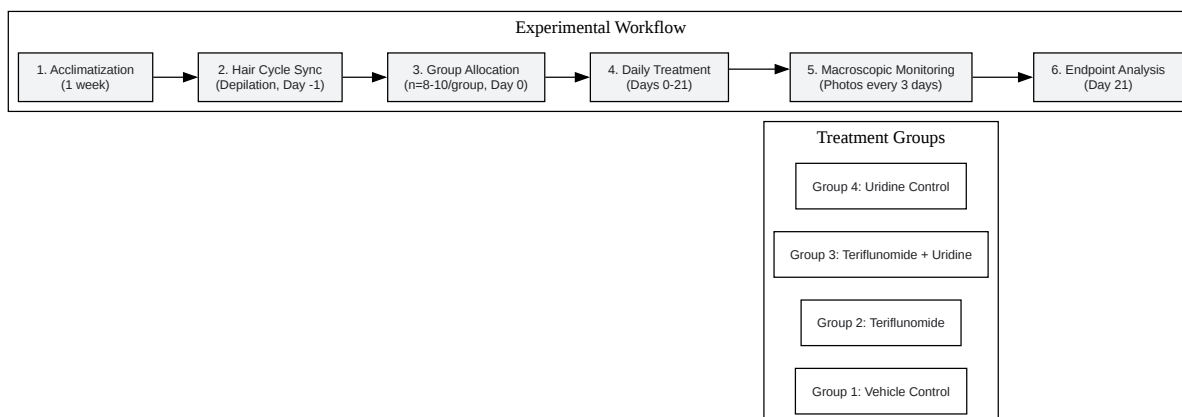 Experimental Workflow
1. Acclimatization
(1 week)
2. Hair Cycle Sync
(Depilation, Day -1)
3. Group Allocation
(n=8-10/group, Day 0)
4. Daily Treatment
(Days 0-21)
5. Macroscopic Monitoring
(Photos every 3 days)
6. Endpoint Analysis
(Day 21)
Treatment Groups
Group 4: Uridine Control
Group 3: Teriflunomide + Uridine
Group 2: Teriflunomide
Group 1: Vehicle Control